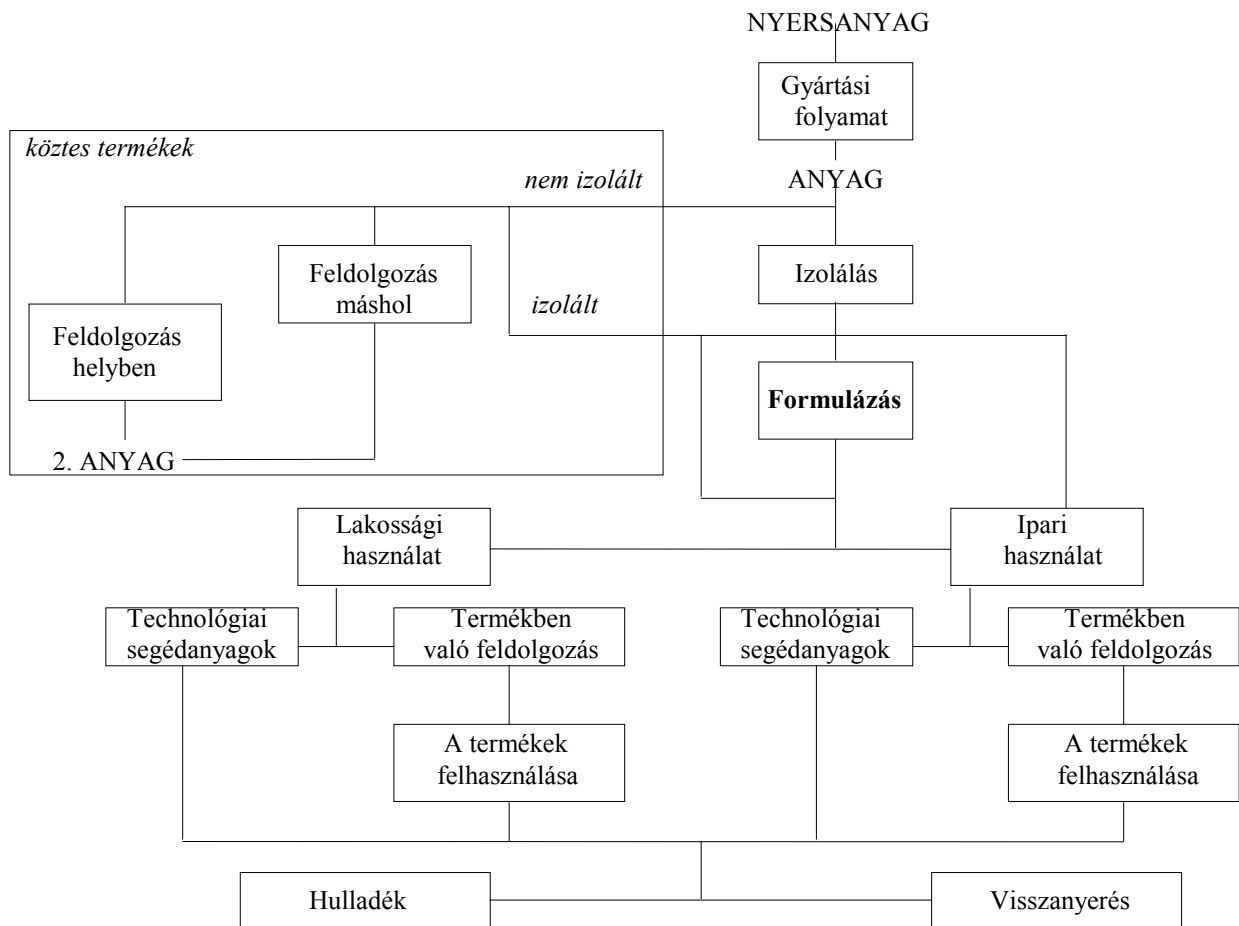 NYERSANYAG
Gyártási
folyamat
köztes termékek
nem izolált
ANYAG
Feldolgozás
máshol
Izolálás
izolált
Feldolgozás
helyben
Formulázás
2. ANYAG
Lakossági
használat
Ipari
használat
Technológiai
segédanyagok
Termékben
való feldolgozás
Technológiai
segédanyagok
Termékben
való feldolgozás
A termékek
felhasználása
A termékek
felhasználása
Hulladék
Visszanyerés